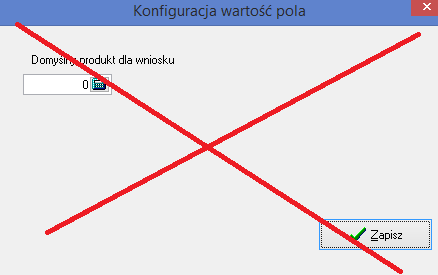 Konfiguracja wartość pola
Domyślny produkt dla wniosku
0
Zapisz